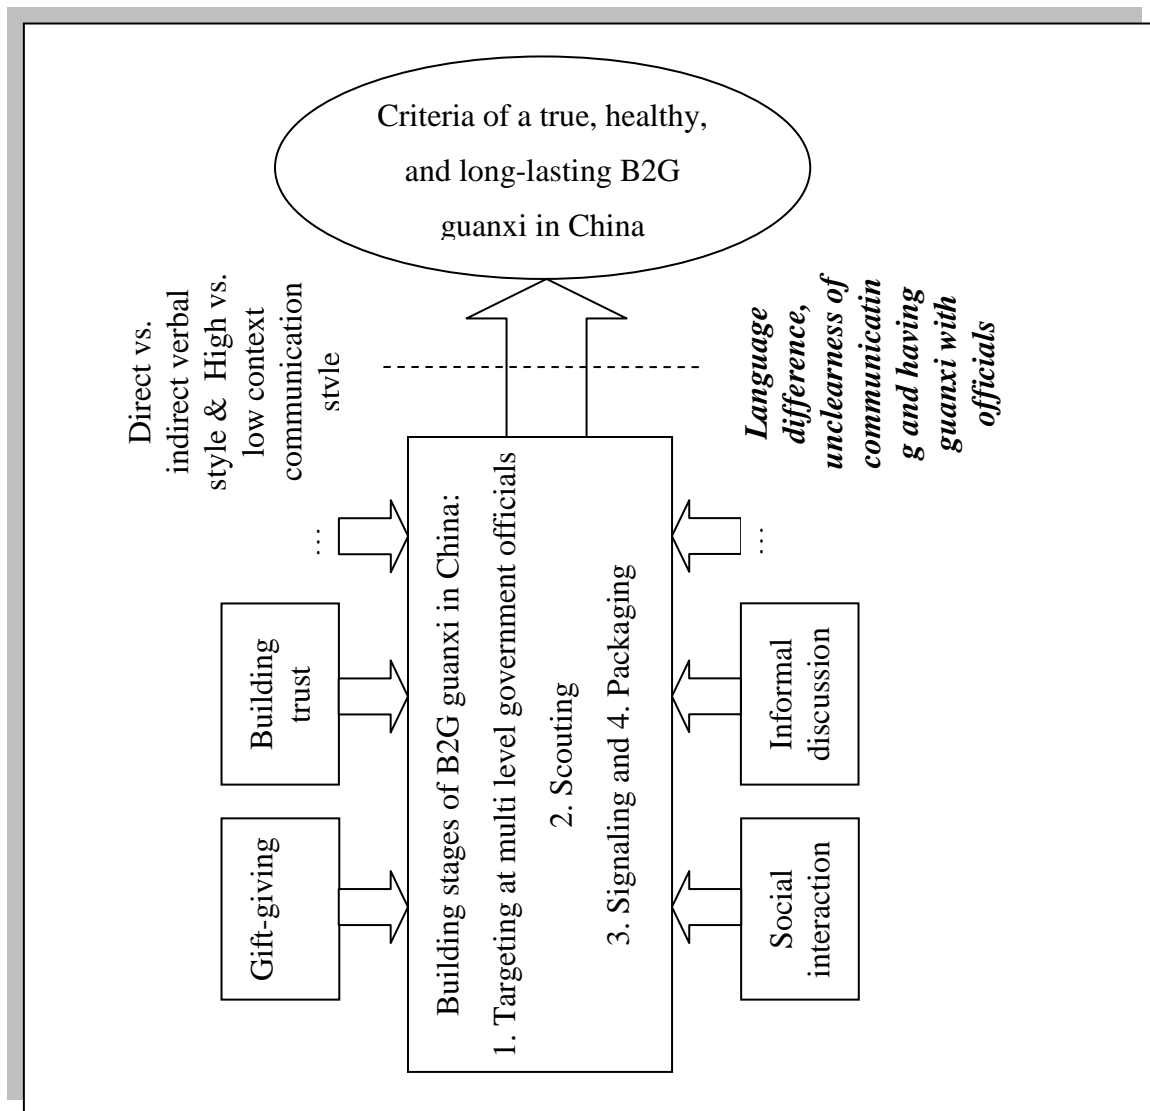 Criteria of a true, healthy,
and long-lasting B2G
guanxi in China
Direct vs.
indirect verbal
style & High vs.
low context
communication
style
Language
difference,
unclearness of
communicatin
g and having
guanxi with
officials
…
Building
trust
Gift-giving
Building stages of B2G guanxi in China:
1. Targeting at multi level government officials
2. Scouting
3. Signaling and 4. Packaging
…
Informal
discussion
Social
interaction